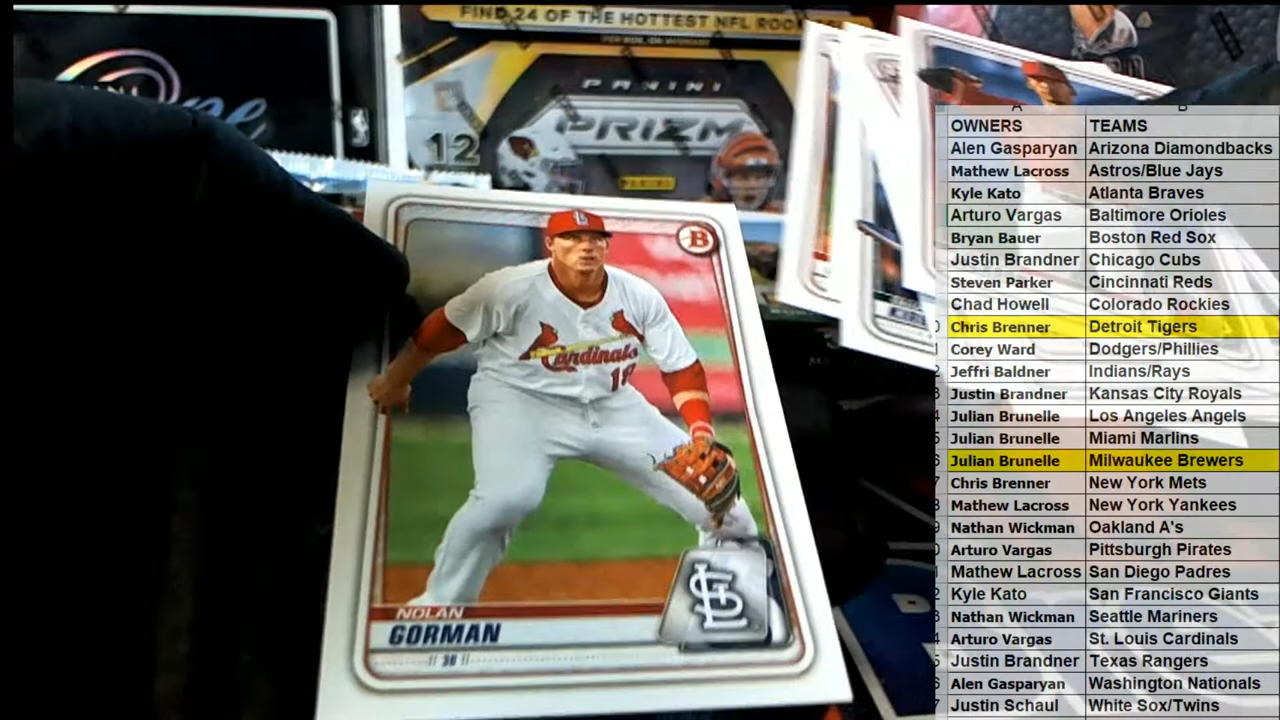 FIND 24 OF THE HOTTEST NFL
PANINI
PRIZM
12
PANINI
B
Cardinals
NOLAN
GORMAN
3B
STL
A B
OWNERS TEAMS
Alen Gasparyan Arizona Diamondbacks
Mathew Lacross Astros/Blue Jays
Kyle Kato Atlanta Braves
Arturo Vargas Baltimore Orioles
Bryan Bauer Boston Red Sox
Justin Brandner Chicago Cubs
Steven Parker Cincinnati Reds
Chad Howell Colorado Rockies
Chris Brenner Detroit Tigers
Corey Ward Dodgers/Phillies
Jeffri Baldner Indians/Rays
Justin Brandner Kansas City Royals
Julian Brunelle Los Angeles Angels
Julian Brunelle Miami Marlins
Julian Brunelle Milwaukee Brewers
Chris Brenner New York Mets
Mathew Lacross New York Yankees
Nathan Wickman Oakland A's
Arturo Vargas Pittsburgh Pirates
Mathew Lacross San Diego Padres
Kyle Kato San Francisco Giants
Nathan Wickman Seattle Mariners
Arturo Vargas St. Louis Cardinals
Justin Brandner Texas Rangers
Alen Gasparyan Washington Nationals
Justin Schaul White Sox/Twins